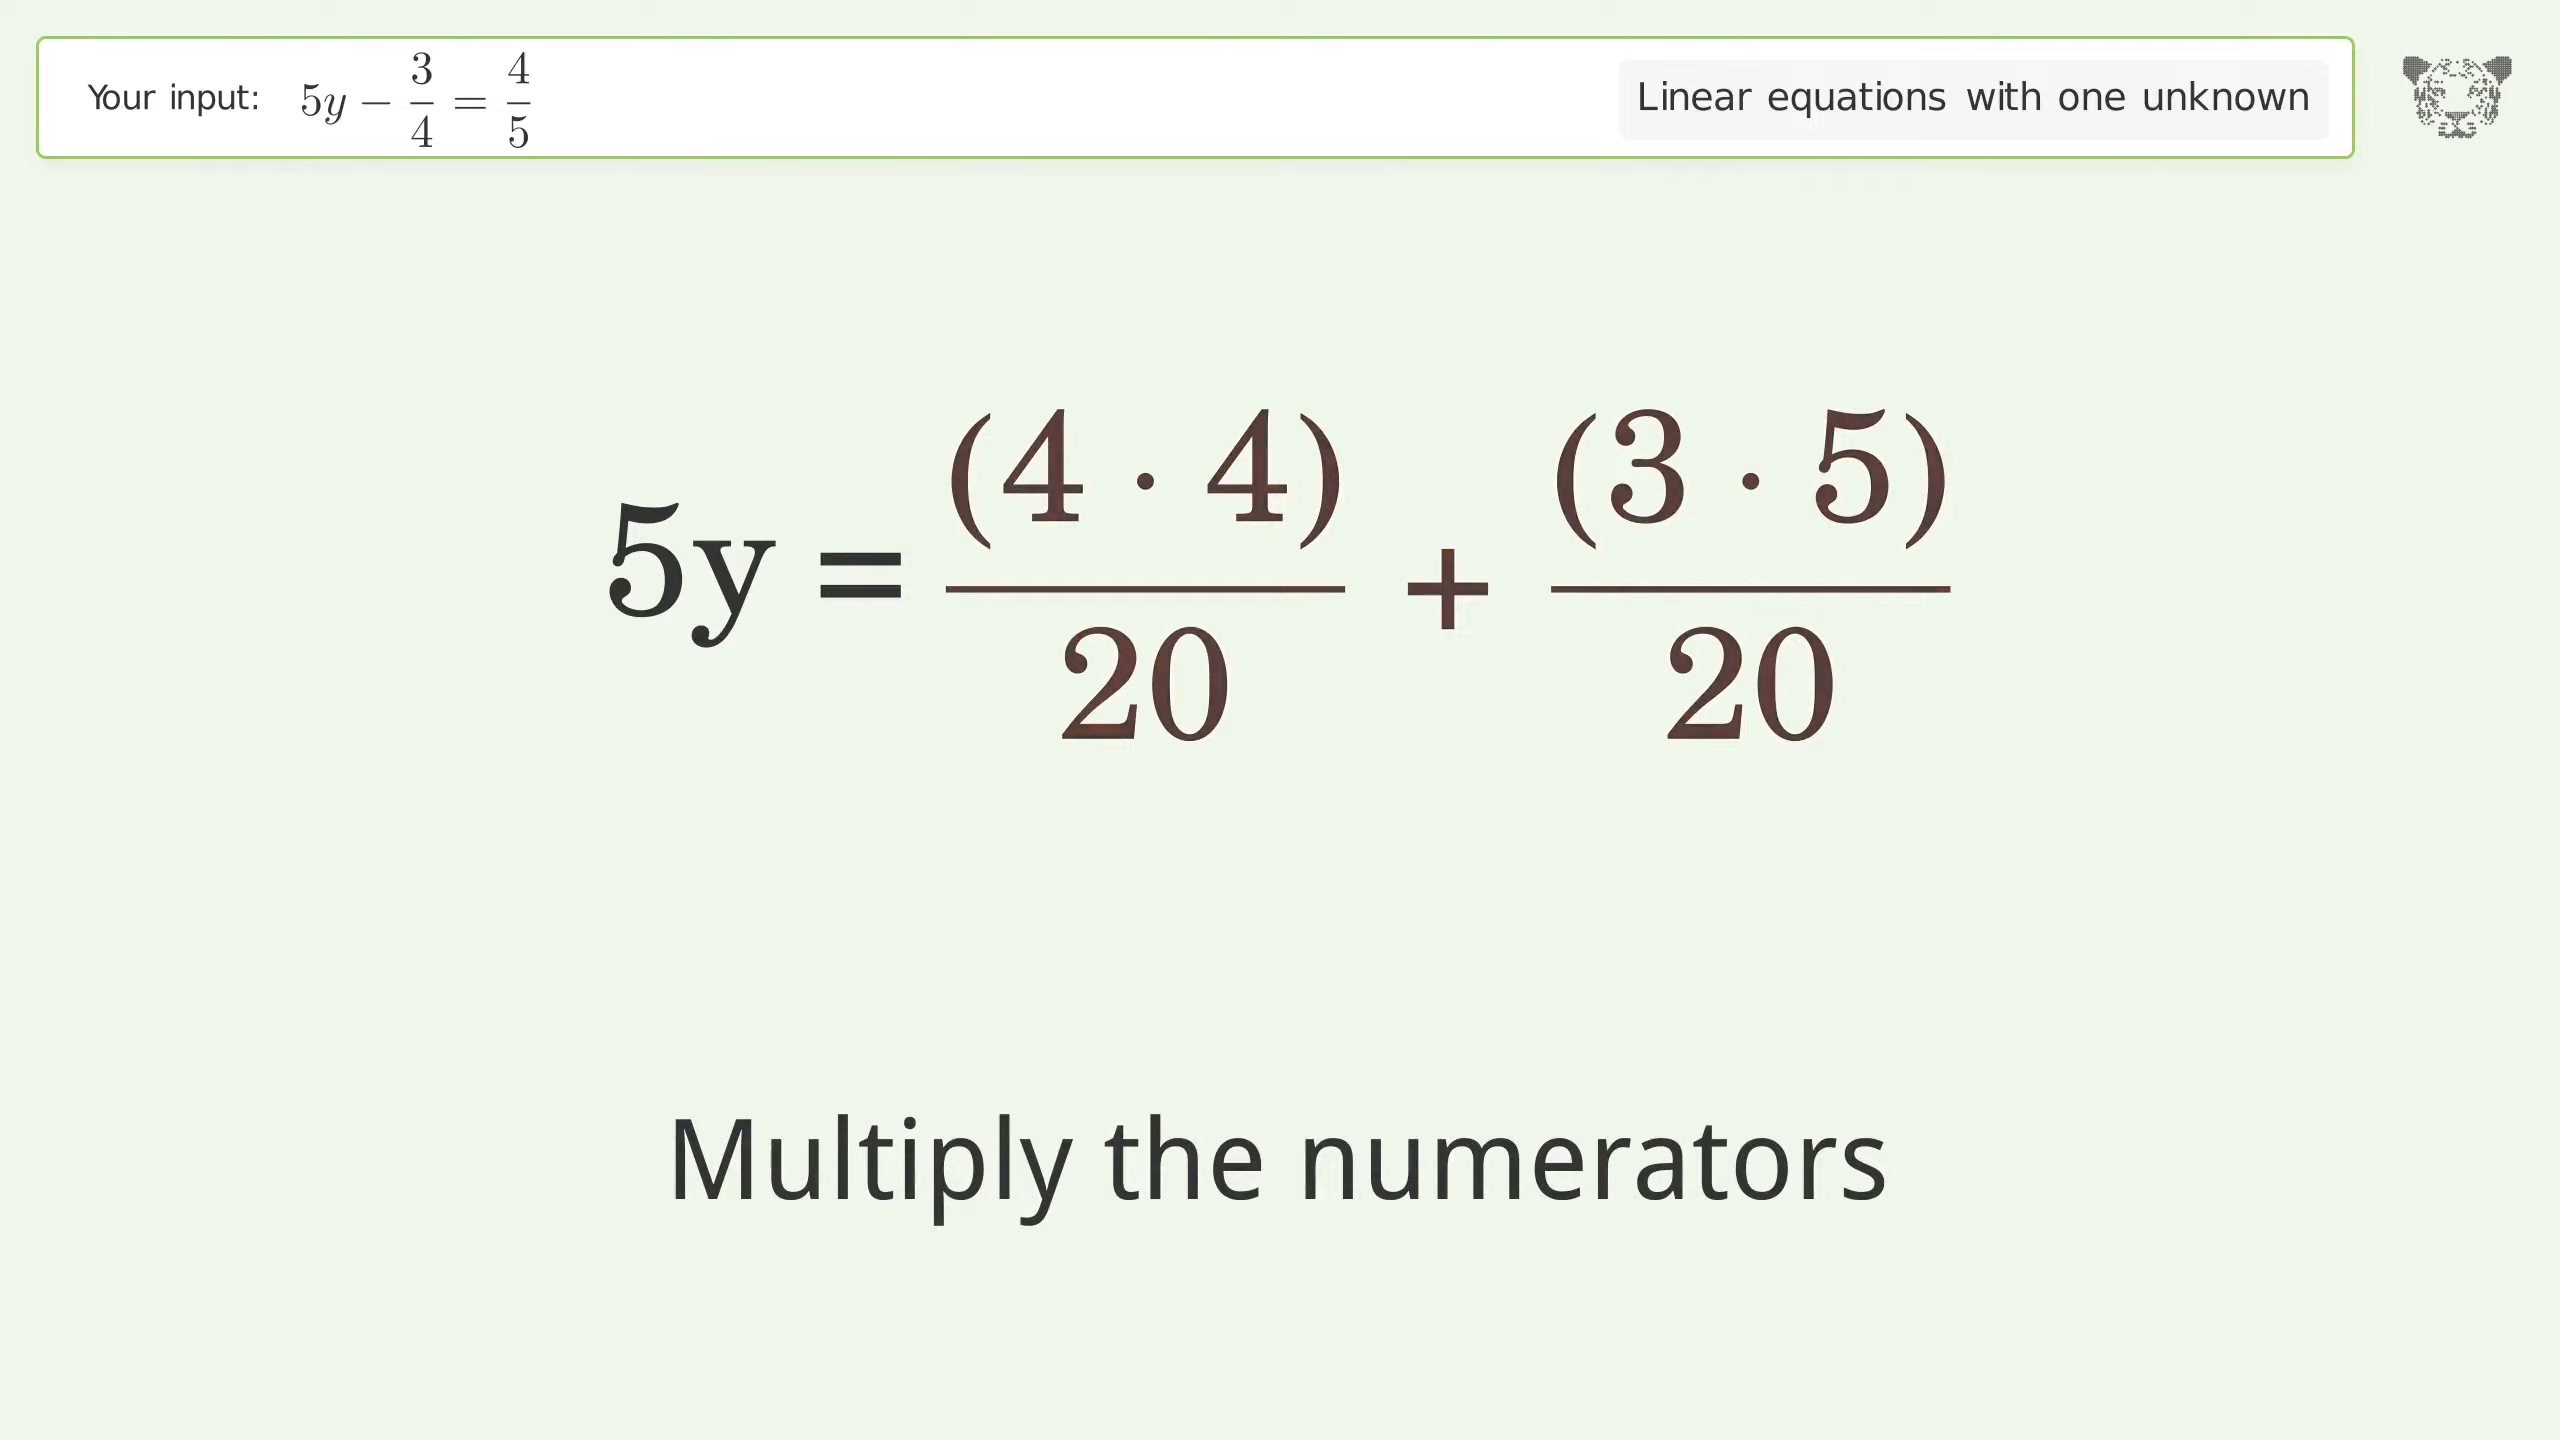 Your input: 5y − 3/4 = 4/5
Linear equations with one unknown
5y = (4 · 4)/20 + (3 · 5)/20
Multiply the numerators